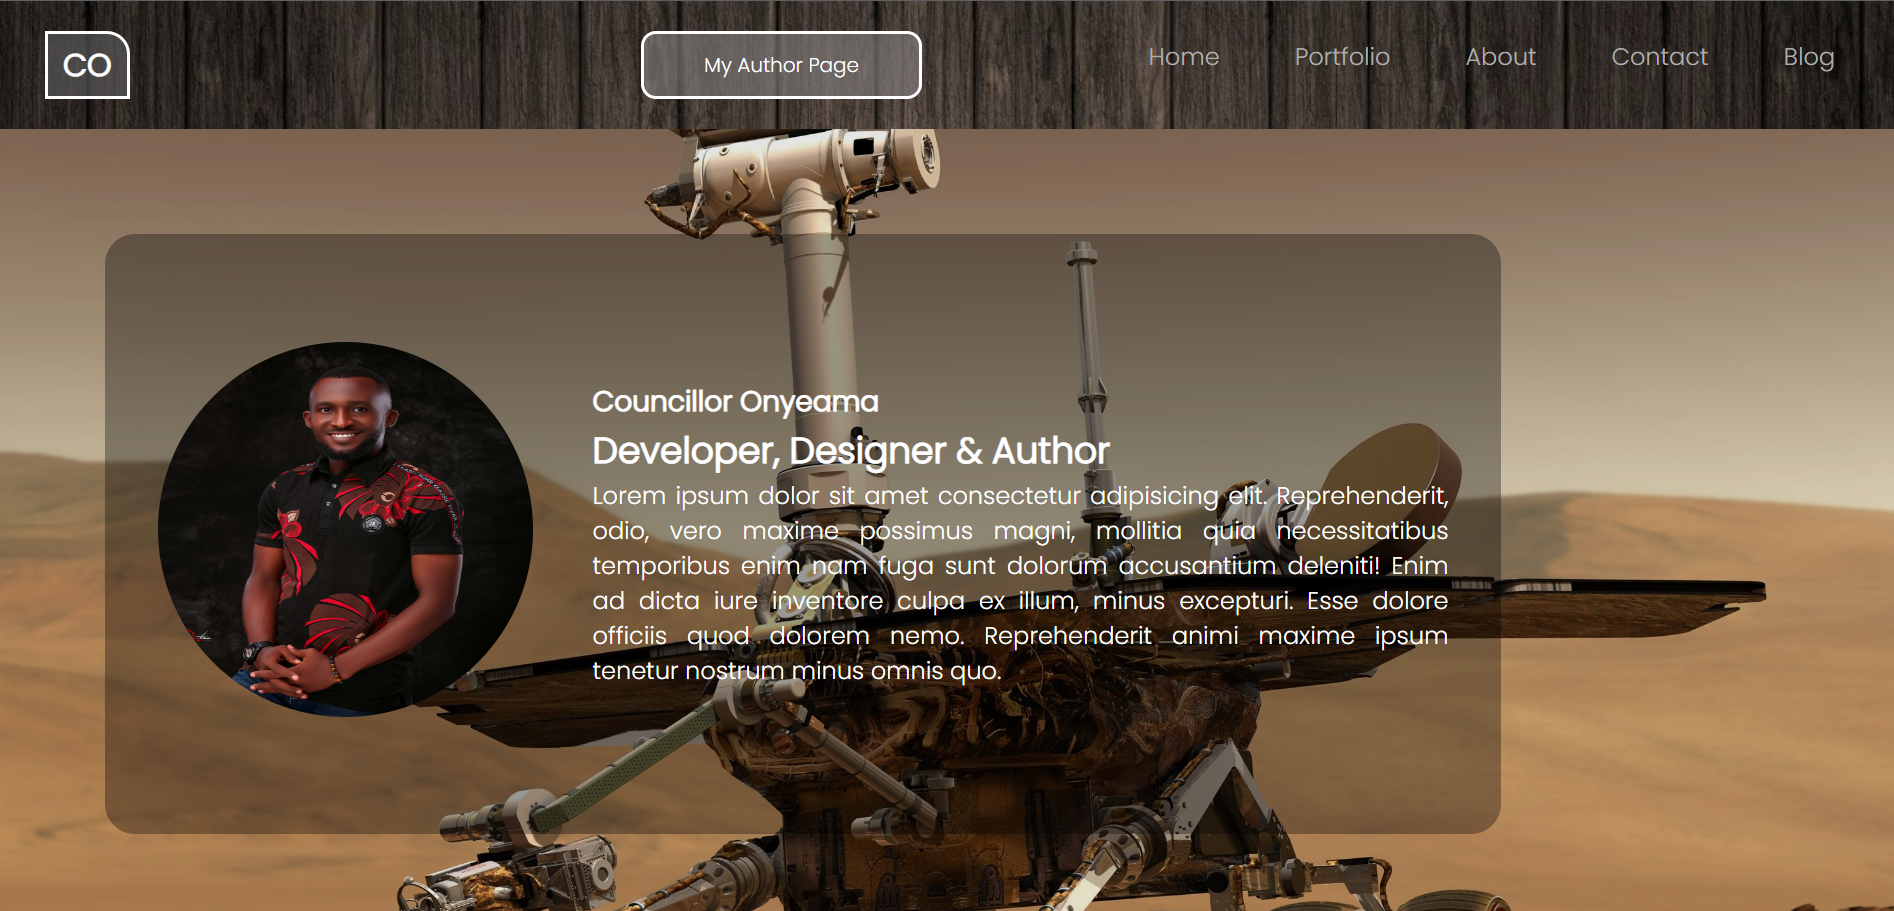 CO
My Author Page
Home Portfolio About Contact Blog
Councillor Onyeama
Developer, Designer & Author
Lorem ipsum dolor sit amet consectetur adipisicing elit. Reprehenderit,
odio, vero maxime possimus magni, mollitia quia necessitatibus
temporibus enim nam fuga sunt dolorum accusantium deleniti! Enim
ad dicta iure inventore culpa ex illum, minus excepturi. Esse dolore
officiis quod dolorem nemo. Reprehenderit animi maxime ipsum
tenetur nostrum minus omnis quo.